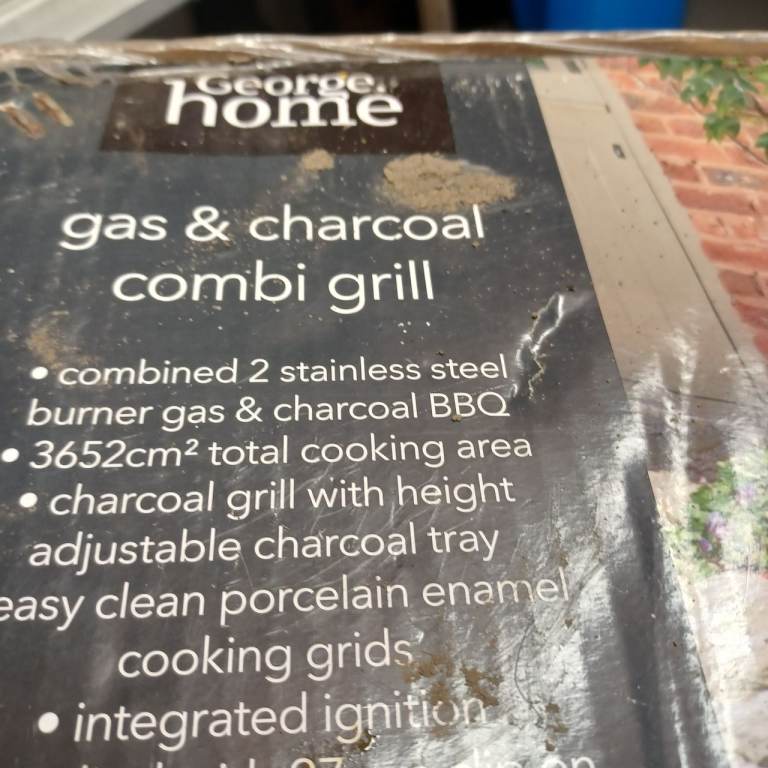 George.
home
gas & charcoal
combi grill
• combined 2 stainless steel
burner gas & charcoal BBQ
• 3652cm² total cooking area
• charcoal grill with height
adjustable charcoal tray
easy clean porcelain enamel
cooking grids
• integrated ignition